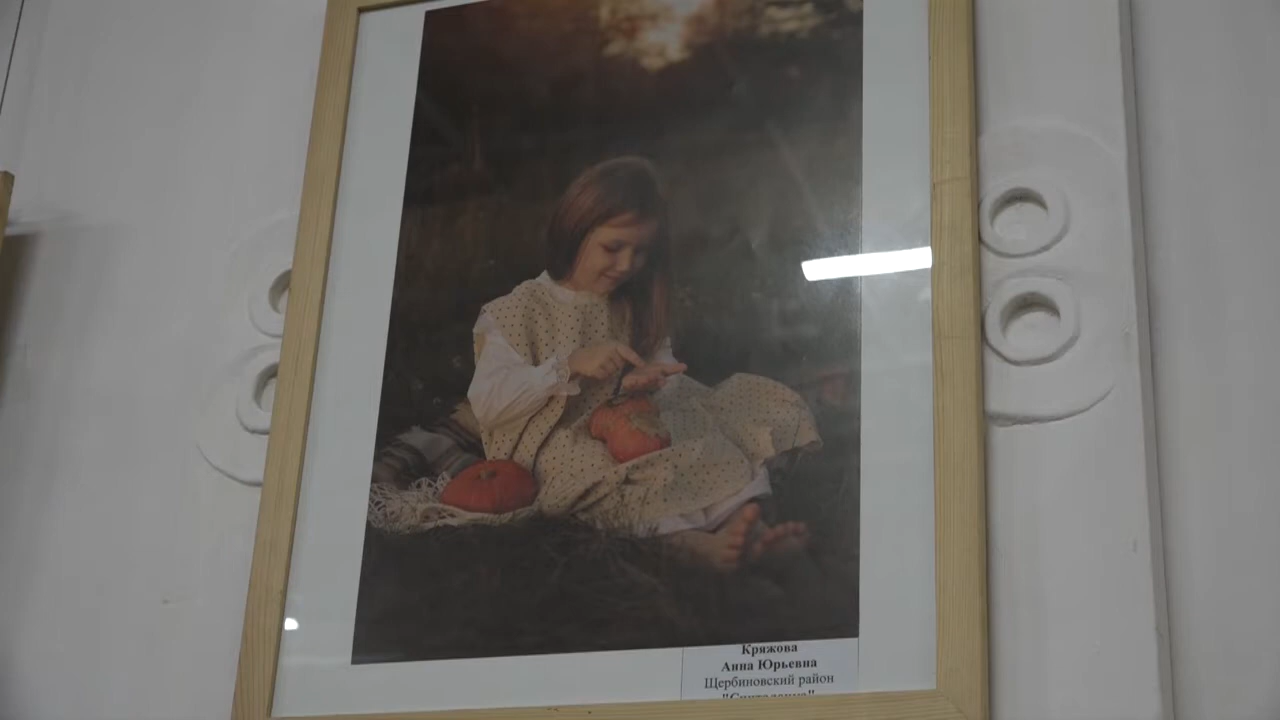 Кряжова
Анна Юрьевна
Щербиновский район